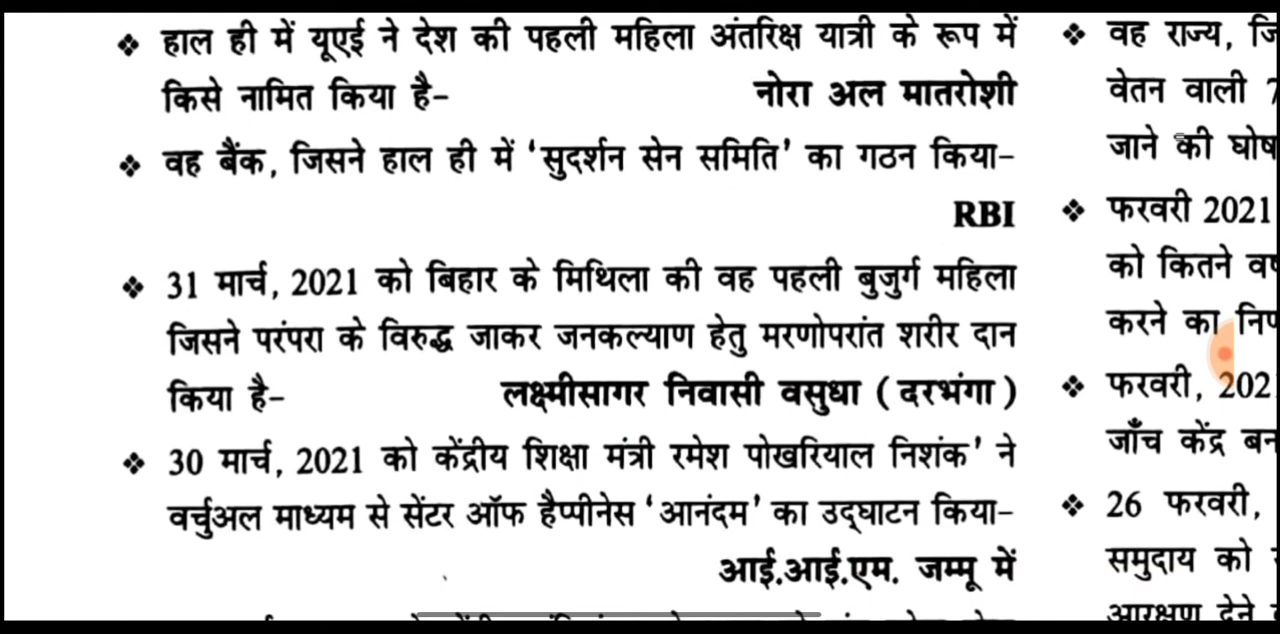 ❖ हाल ही में यूएई ने देश की पहली महिला अंतरिक्ष यात्री के रूप में
किसे नामित किया है- नोरा अल मातरोशी
❖ वह बैंक, जिसने हाल ही में ‘सुदर्शन सेन समिति’ का गठन किया-
RBI
❖ 31 मार्च, 2021 को बिहार के मिथिला की वह पहली बुजुर्ग महिला
जिसने परंपरा के विरुद्ध जाकर जनकल्याण हेतु मरणोपरांत शरीर दान
किया है- लक्ष्मीसागर निवासी वसुधा (दरभंगा)
❖ 30 मार्च, 2021 को केंद्रीय शिक्षा मंत्री रमेश पोखरियाल निशंक’ ने
वर्चुअल माध्यम से सेंटर ऑफ हैप्पीनेस ‘आनंदम’ का उद्घाटन किया-
आई.आई.एम. जम्मू में
❖ वह राज्य,
वेतन वाली
जाने की
❖ फरवरी 2021
को कितने
करने का
❖ फरवरी,
जाँच केंद्र
❖ 26 फरवरी,
समुदाय को
आरक्षण देने